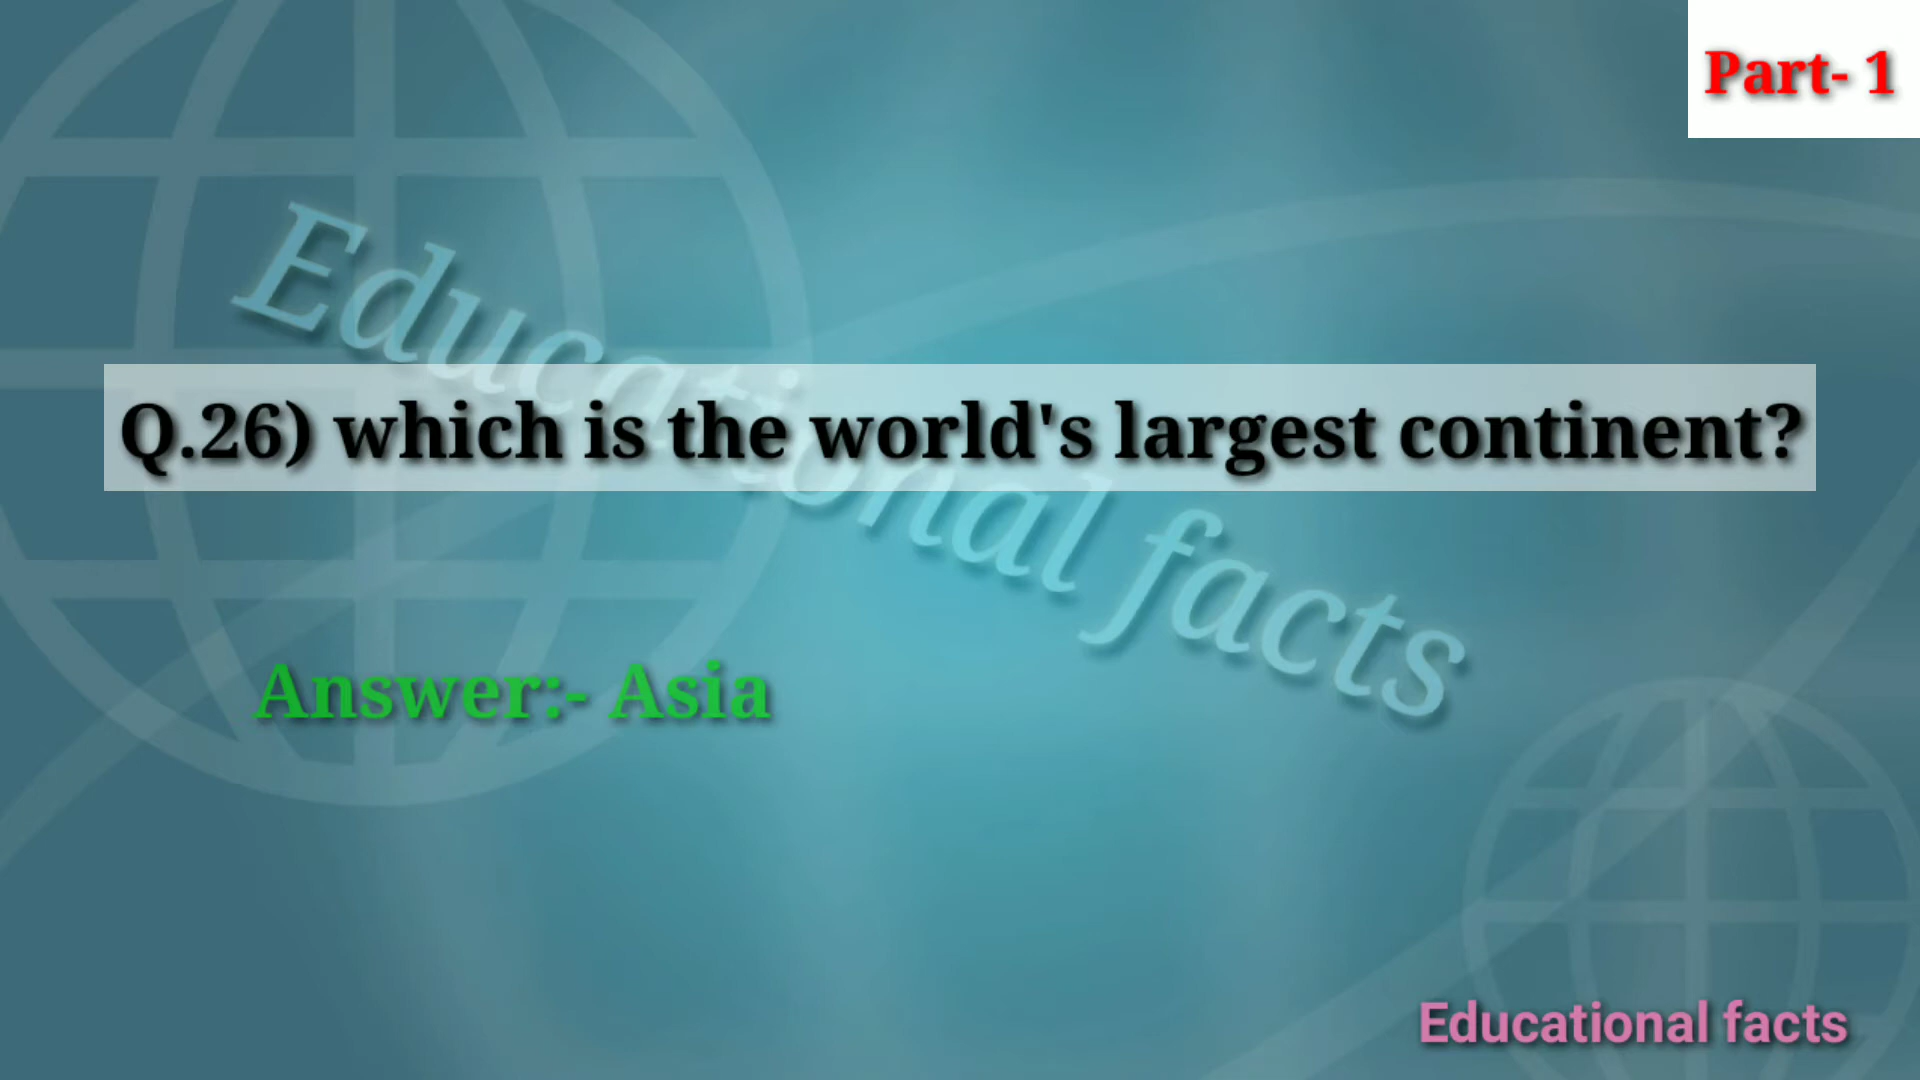 Part- 1
Educational facts
Q.26) which is the world's largest continent?
Answer:- Asia
Educational facts